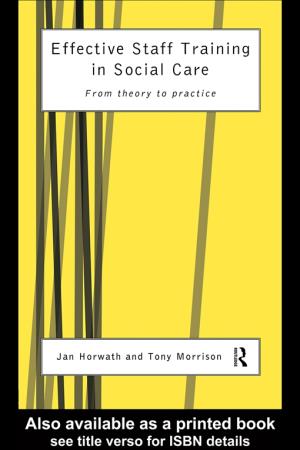 Effective Staff Training
in Social Care
From theory to practice
Jan Horwath and Tony Morrison
ROUTLEDGE
Also available as a printed book
see title verso for ISBN details